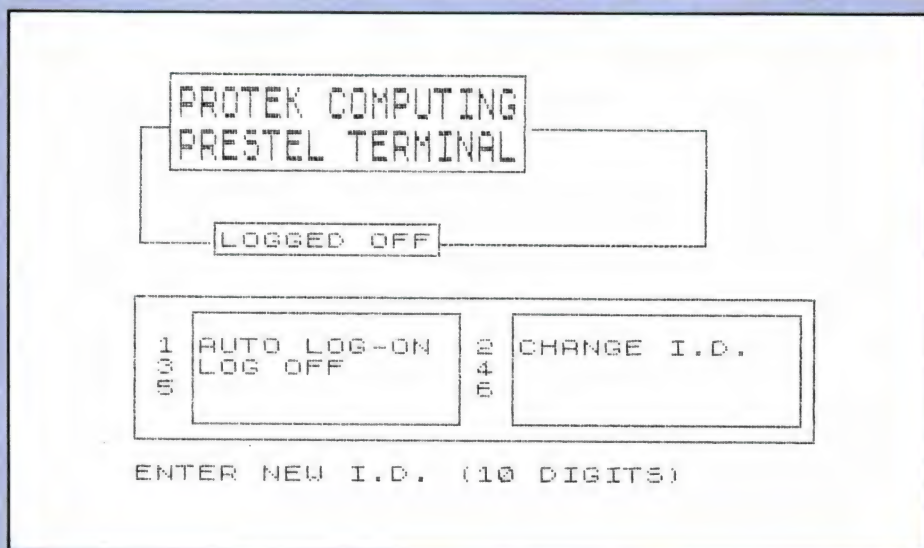 PROTEK COMPUTING
PRESTEL TERMINAL
LOGGED OFF
1 AUTO LOG-ON 2 CHANGE I.D.
3 LOG OFF 4
5 6
ENTER NEW I.D. (10 DIGITS)